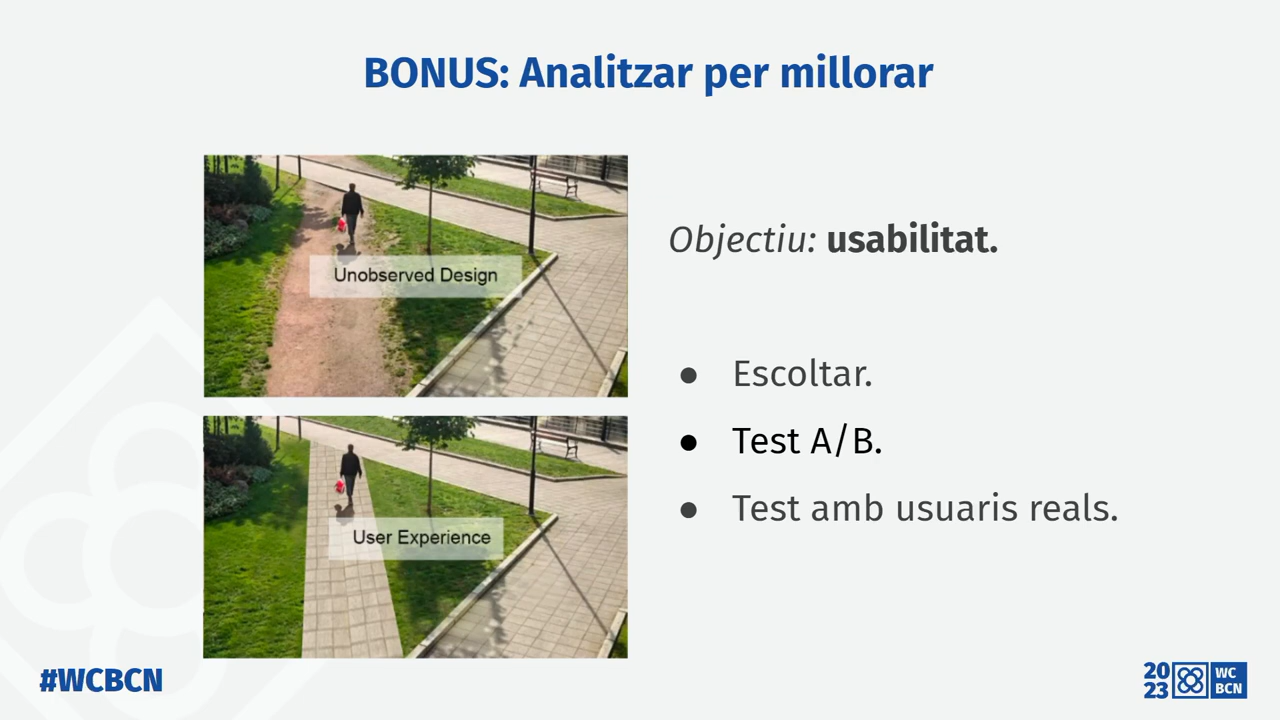 BONUS: Analitzar per millorar
Unobserved Design
User Experience
Objectiu: usabilitat.
● Escoltar.
● Test A/B.
● Test amb usuaris reals.
#WCBCN
20
23
WC
BCN